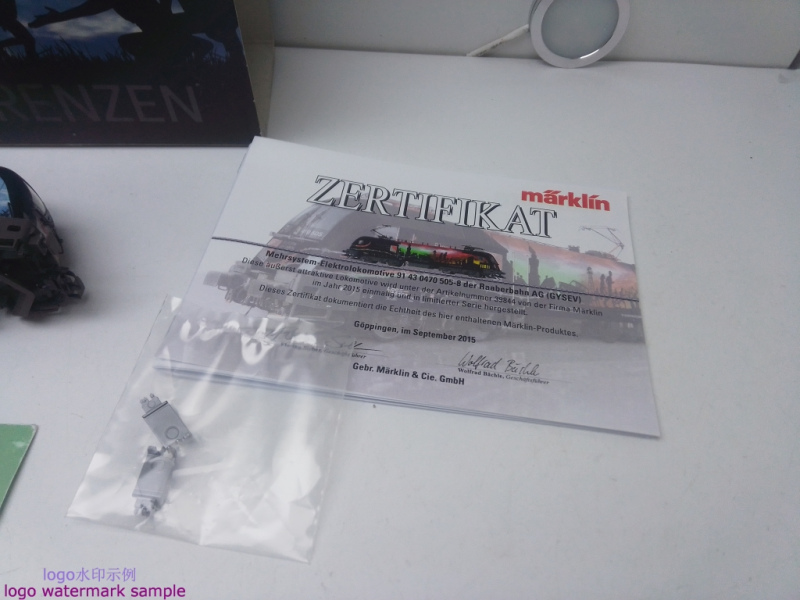 RENZEN
märklin
ZERTIFIKAT
Mehrsystem-Elektrolokomotive 91 43 0470 505-8 der Raaberbahn AG (GYSEV)
Diese äußerst attraktive Lokomotive wird unter der Artikelnummer 39844 von der Firma Märklin
im Jahr 2015 einmalig und in limitierter Serie hergestellt.
Dieses Zertifikat dokumentiert die Echtheit des hier enthaltenen Märklin-Produktes.
Göppingen, im September 2015
Wolfrad Bächle
Wolfrad Bächle, Geschäftsführer
Gebr. Märklin & Cie. GmbH
logo水印示例
logo watermark sample